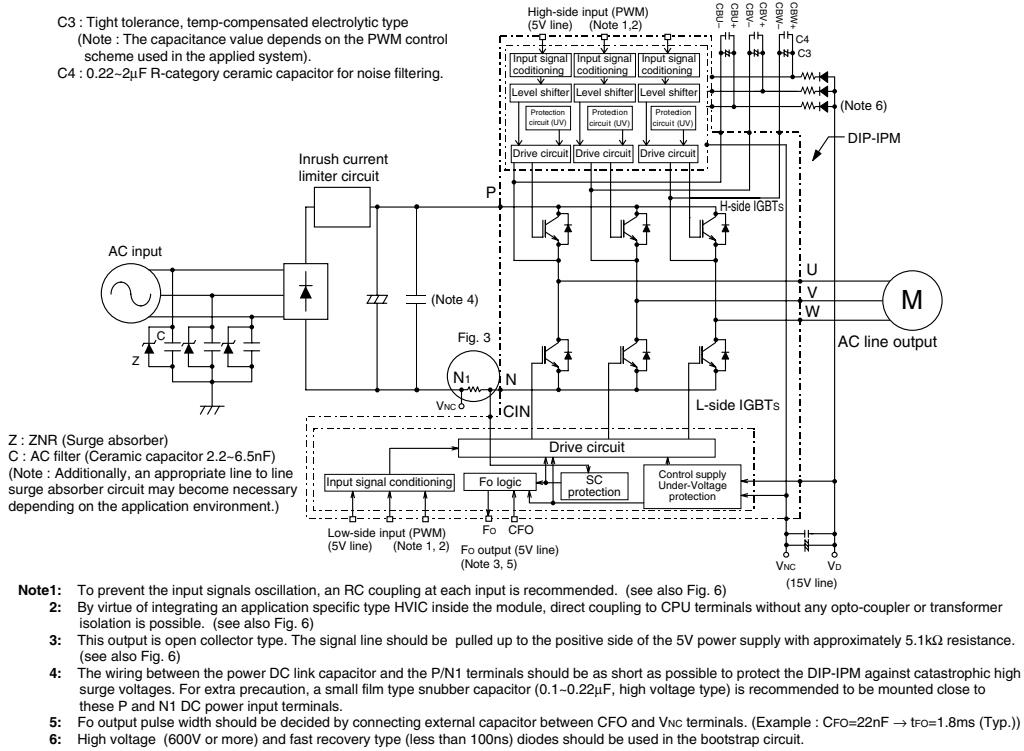 C3 : Tight tolerance, temp-compensated electrolytic type
(Note : The capacitance value depends on the PWM control
scheme used in the applied system).
C4 : 0.22~2µF R-category ceramic capacitor for noise filtering.
High-side input (PWM)
(5V line) (Note 1,2)
CBU–
CBU+
CBV–
CBV+
CBW–
CBW+
C4
C3
Input signal coditioning
Input signal coditioning
Input signal coditioning
Level shifter
Level shifter
Level shifter
Protection circuit (UV)
Protection circuit (UV)
Protection circuit (UV)
Drive circuit
Drive circuit
Drive circuit
(Note 6)
DIP-IPM
Inrush current
limiter circuit
P
H-side IGBTs
AC input
(Note 4)
U
V
W
M
AC line output
C
Z
Fig. 3
N1
N
VNC
CIN
L-side IGBTs
Z : ZNR (Surge absorber)
C : AC filter (Ceramic capacitor 2.2~6.5nF)
(Note : Additionally, an appropriate line to line
surge absorber circuit may become necessary
depending on the application environment.)
Drive circuit
Input signal conditioning
Fo logic
SC
protection
Control supply
Under-Voltage
protection
Low-side input (PWM)
(5V line) (Note 1, 2)
FO
CFO
FO output (5V line)
(Note 3, 5)
VNC
VD
(15V line)
Note1: To prevent the input signals oscillation, an RC coupling at each input is recommended. (see also Fig. 6)
2: By virtue of integrating an application specific type HVIC inside the module, direct coupling to CPU terminals without any opto-coupler or transformer
isolation is possible. (see also Fig. 6)
3: This output is open collector type. The signal line should be pulled up to the positive side of the 5V power supply with approximately 5.1kΩ resistance.
(see also Fig. 6)
4: The wiring between the power DC link capacitor and the P/N1 terminals should be as short as possible to protect the DIP-IPM against catastrophic high
surge voltages. For extra precaution, a small film type snubber capacitor (0.1~0.22µF, high voltage type) is recommended to be mounted close to
these P and N1 DC power input terminals.
5: Fo output pulse width should be decided by connecting external capacitor between CFO and VNC terminals. (Example : CFO=22nF → tFO=1.8ms (Typ.))
6: High voltage (600V or more) and fast recovery type (less than 100ns) diodes should be used in the bootstrap circuit.